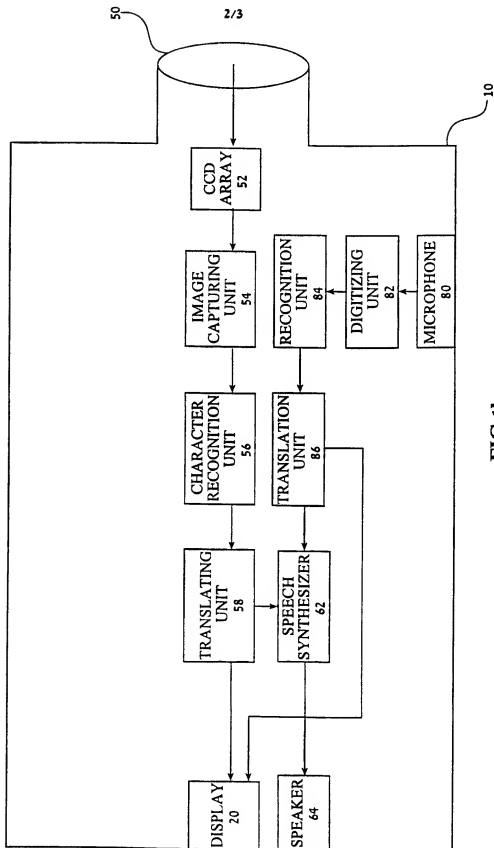 2/3
50
10
CCD
ARRAY
52
IMAGE
CAPTURING
UNIT
54
CHARACTER
RECOGNITION
UNIT
56
TRANSLATING
UNIT
58
DISPLAY
20
RECOGNITION
UNIT
84
DIGITIZING
UNIT
82
MICROPHONE
80
TRANSLATION
UNIT
86
SPEECH
SYNTHESIZER
62
SPEAKER
64
FIG